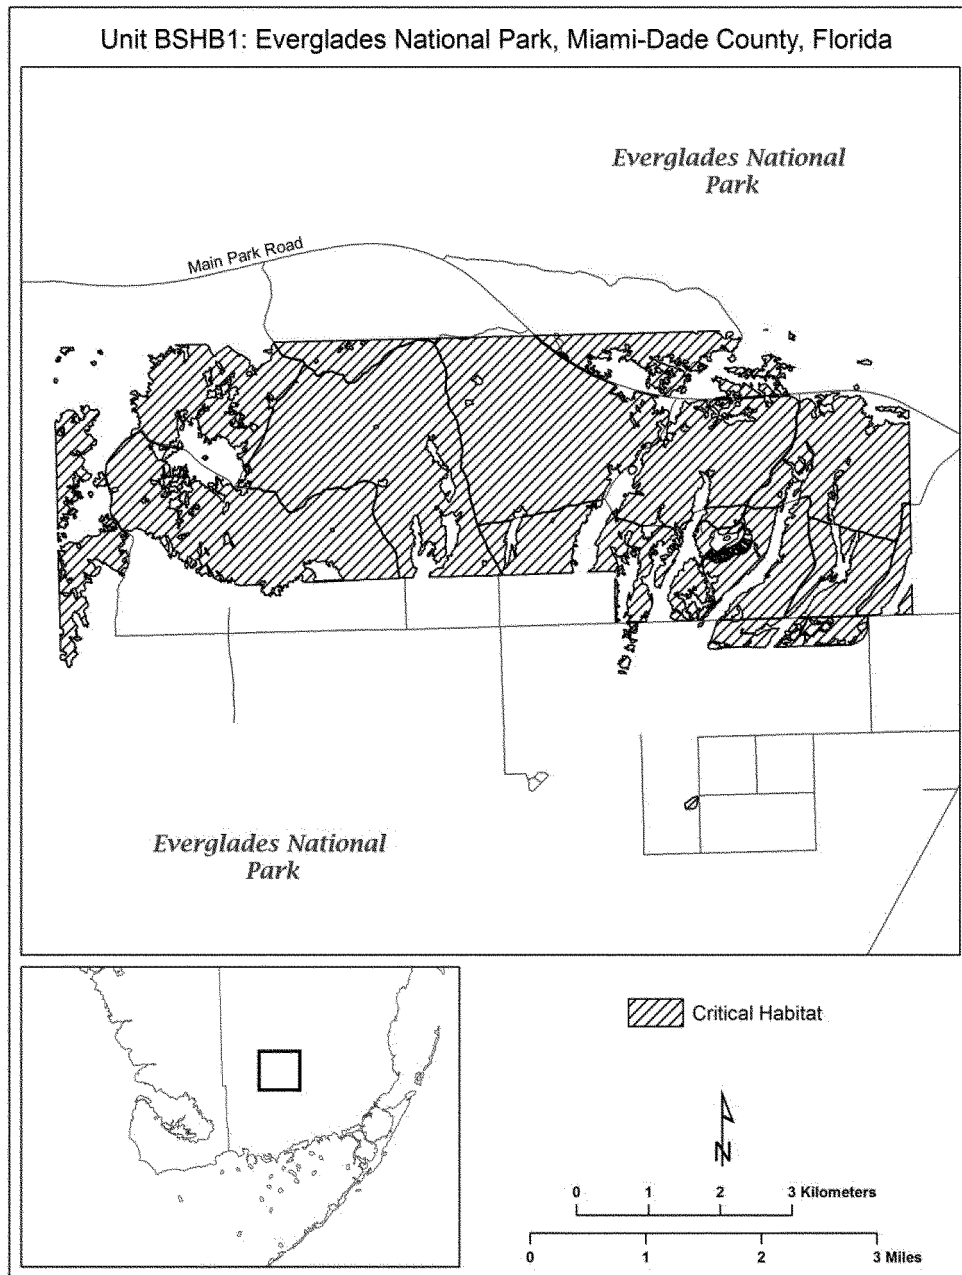 Unit BSHB1: Everglades National Park, Miami-Dade County, Florida
Everglades National
Park
Main Park Road
Everglades National
Park
Critical Habitat
N
0 1 2 3 Kilometers
0 1 2 3 Miles